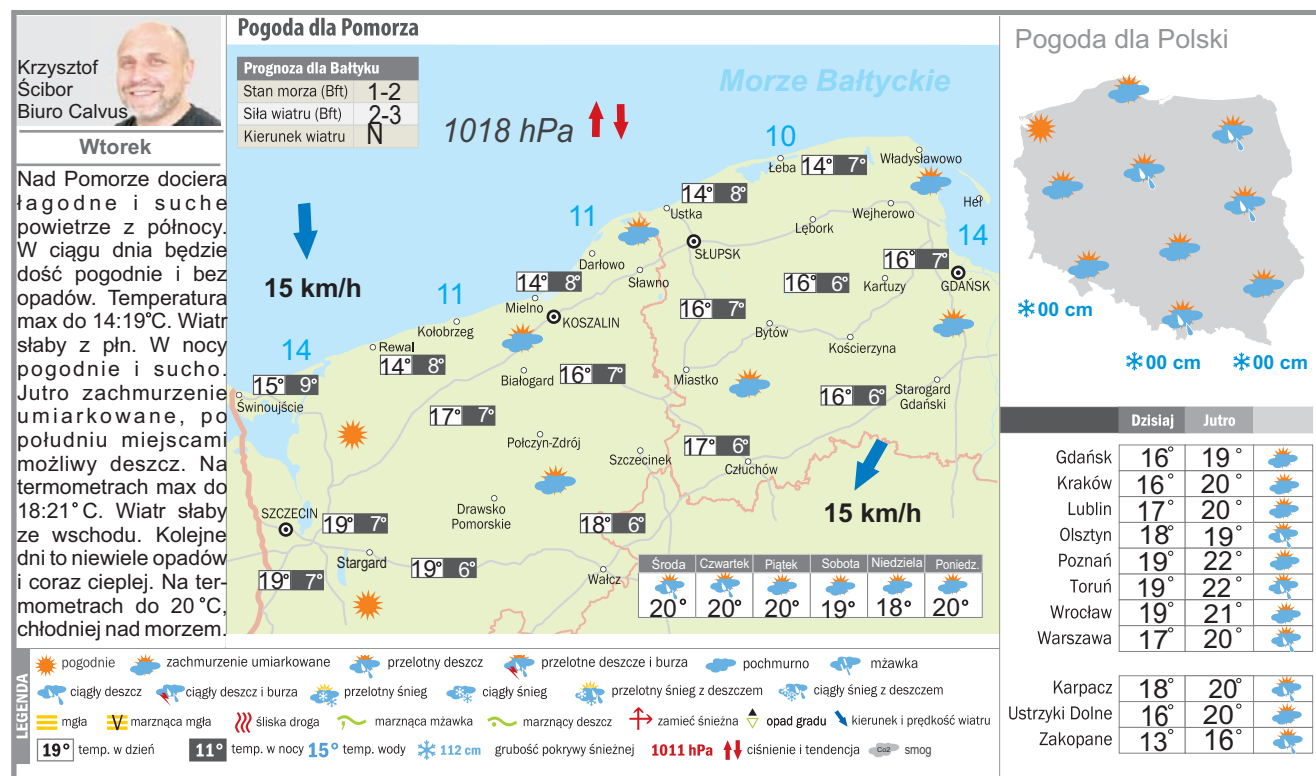 Krzysztof
Ścibor
Biuro Calvus
Wtorek
Nad Pomorze dociera
łagodne i suche
powietrze z północy.
W ciągu dnia będzie
dość pogodnie i bez
opadów. Temperatura
max do 14:19°C. Wiatr
słaby z płn. W nocy
pogodnie i sucho.
Jutro zachmurzenie
umiarkowane, po
południu miejscami
możliwy deszcz. Na
termometrach max do
18:21°C. Wiatr słaby
ze wschodu. Kolejne
dni to niewiele opadów
i coraz cieplej. Na ter-
mometrach do 20°C,
chłodniej nad morzem.
Pogoda dla Pomorza
Prognoza dla Bałtyku
Stan morza (Bft) 1-2
Siła wiatru (Bft) 2-3
Kierunek wiatru N
Morze Bałtyckie
1018 hPa
10
Łeba
14° 7°
Władysławowo
Hel
14° 8°
Ustka
Wejherowo
Lębork
11
14
SŁUPSK
Darłowo
16° 7°
GDAŃSK
15 km/h
14° 8°
Sławno
16° 6°
Kartuzy
11
Mielno
KOSZALIN
16° 7°
Bytów
Kołobrzeg
Kościerzyna
Rewal
14
14° 8°
Białogard
16° 7°
Miastko
15° 9°
Świnoujście
16° 6°
Starogard
Gdański
17° 7°
Połczyn-Zdrój
17° 6°
Szczecinek
Człuchów
15 km/h
Drawsko
Pomorskie
SZCZECIN
19° 7°
18° 6°
Stargard
19° 6°
19° 7°
Wałcz
Środa Czwartek Piątek Sobota Niedziela Poniedz.
20° 20° 20° 19° 18° 20°
Pogoda dla Polski
00 cm
00 cm 00 cm
Dzisiaj Jutro
Gdańsk 16° 19°
Kraków 16° 20°
Lublin 17° 20°
Olsztyn 18° 19°
Poznań 19° 22°
Toruń 19° 22°
Wrocław 19° 21°
Warszawa 17° 20°
Karpacz 18° 20°
Ustrzyki Dolne 16° 20°
Zakopane 13° 16°
LEGENDA
pogodnie zachmurzenie umiarkowane przelotny deszcz przelotne deszcze i burza pochmurno mżawka
ciągły deszcz ciągły deszcz i burza przelotny śnieg ciągły śnieg przelotny śnieg z deszczem ciągły śnieg z deszczem
mgła marznąca mgła śliska droga marznąca mżawka marznący deszcz zamieć śnieżna opad gradu kierunek i prędkość wiatru
19° temp. w dzień 11° temp. w nocy 15° temp. wody 112 cm grubość pokrywy śnieżnej 1011 hPa ciśnienie i tendencja Co2 smog